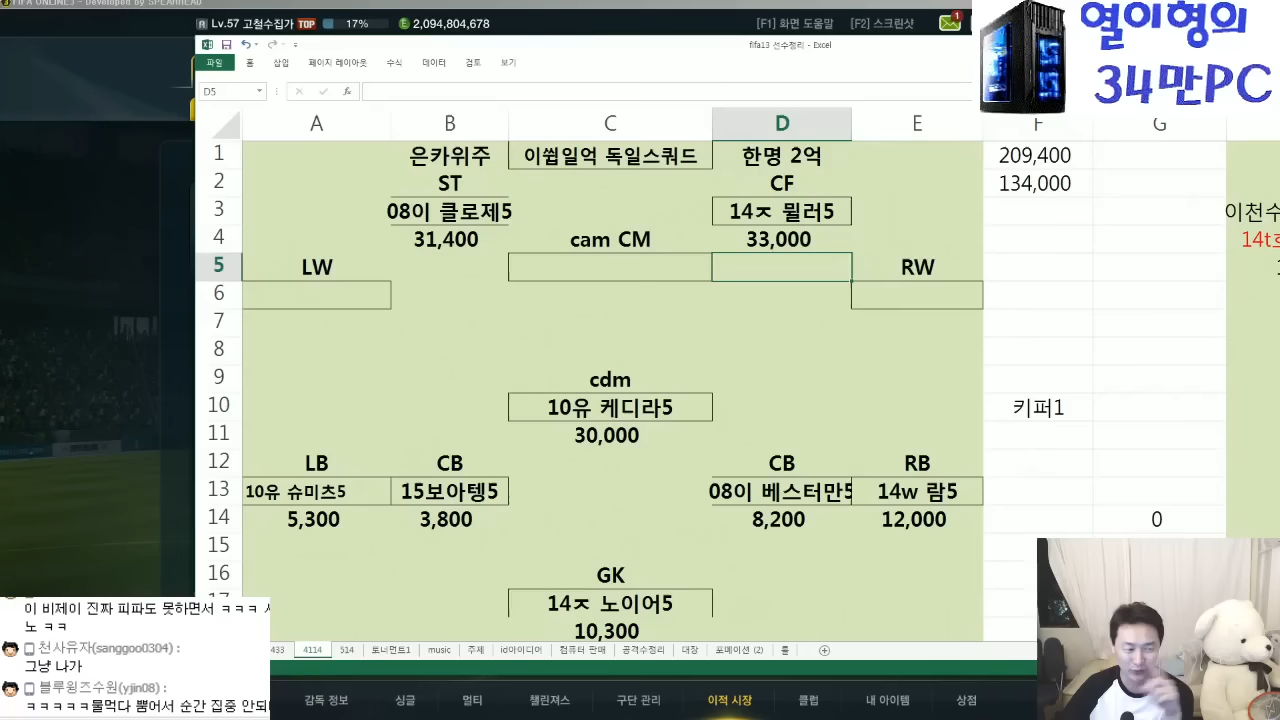 FIFA ONLINE3 - Developed by SPEARHEAD
Lv.57 고철수집가 TOP 17% E 2,094,804,678 [F1] 화면 도움말 [F2] 스크린샷 1
열이형의
34만PC
fifa13 선수정리 - Excel
파일 홈 삽입 페이지 레이아웃 수식 데이터 검토 보기
D5 fx
A B C D E F G
1 은카위주 이씹일억 독일스쿼드 한명 2억 209,400
2 ST CF 134,000
3 08이 클로제5 14ㅈ 뮐러5 이천수
4 31,400 cam CM 33,000
5 LW RW
6
7
8
9 cdm
10 10유 케디라5 키퍼1
11 30,000
12 LB CB CB RB
13 10유 슈미츠5 15보아텡5 08이 베스터만5 14w 람5
14 5,300 3,800 8,200 12,000 0
15
16 GK
17 14ㅈ 노이어5
10,300
433 4114 514 토너먼트1 music 주제 id아이디어 컴퓨터 판매 공격수정리 대장 포메이션 (2) 룰
이 비제이 진짜 피파도 못하면서 ㅋㅋㅋ
노 ㅋㅋ
천사유자(sanggoo0304) :
그냥 나가
블루윙즈수원(yjin08) :
ㅋㅋㅋㅋㅋ물먹다 뿜어서 순간 집중 안되
감독 정보 싱글 멀티 챌린져스 구단 관리 이적 시장 클럽 내 아이템 상점